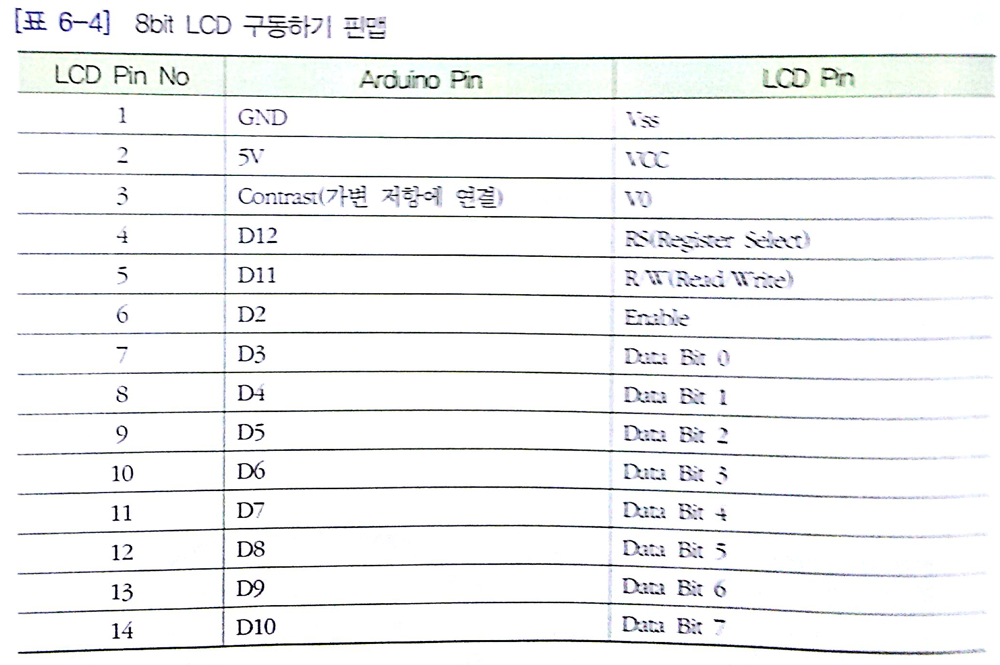 [표 6-4] 8bit LCD 구동하기 핀맵
LCD Pin No Arduino Pin LCD Pin
1 GND Vss
2 5V VCC
3 Contrast(가변 저항에 연결) V0
4 D12 RS(Register Select)
5 D11 R/W(Read/Write)
6 D2 Enable
7 D3 Data Bit 0
8 D4 Data Bit 1
9 D5 Data Bit 2
10 D6 Data Bit 3
11 D7 Data Bit 4
12 D8 Data Bit 5
13 D9 Data Bit 6
14 D10 Data Bit 7